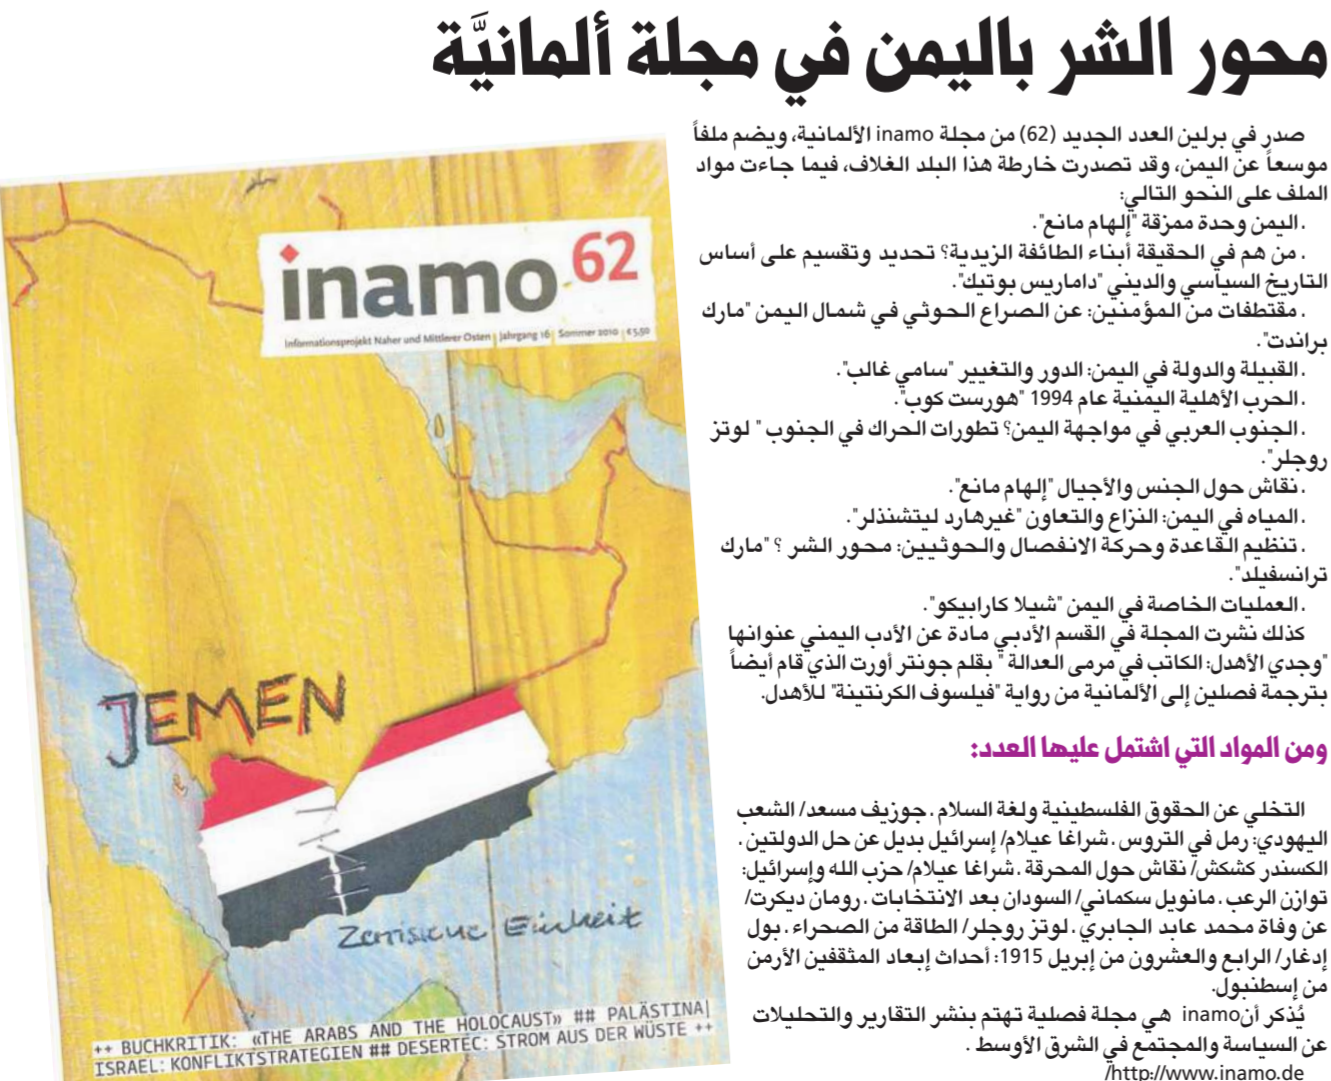 محور الشر باليمن في مجلة ألمانيَّة
صدر في برلين العدد الجديد (62) من مجلة inamo الألمانية، ويضم ملفاً
موسعاً عن اليمن، وقد تصدرت خارطة هذا البلد الغلاف، فيما جاءت مواد
الملف على النحو التالي:
. اليمن وحدة ممزقة "إلهام مانع".
. من هم في الحقيقة أبناء الطائفة الزيدية؟ تحديد وتقسيم على أساس
التاريخ السياسي والديني "داماريس بوتيك".
. مقتطفات من المؤمنين: عن الصراع الحوثي في شمال اليمن "مارك
براندت".
. القبيلة والدولة في اليمن: الدور والتغيير "سامي غالب".
. الحرب الأهلية اليمنية عام 1994 "هورست كوب".
. الجنوب العربي في مواجهة اليمن؟ تطورات الحراك في الجنوب " لوتز
روجلر".
. نقاش حول الجنس والأجيال "إلهام مانع".
. المياه في اليمن: النزاع والتعاون "غيرهارد ليتشنذلر".
. تنظيم القاعدة وحركة الانفصال والحوثيين: محور الشر ؟ "مارك
ترانسفيلد".
. العمليات الخاصة في اليمن "شيلا كارابيكو".
كذلك نشرت المجلة في القسم الأدبي مادة عن الأدب اليمني عنوانها
"وجدي الأهدل: الكاتب في مرمى العدالة " بقلم جونتر أورت الذي قام أيضاً
بترجمة فصلين إلى الألمانية من رواية "فيلسوف الكرنتينة" للأهدل.
ومن المواد التي اشتمل عليها العدد:
التخلي عن الحقوق الفلسطينية ولغة السلام . جوزيف مسعد/ الشعب
اليهودي: رمل في التروس . شراغا عيلام/ إسرائيل بديل عن حل الدولتين .
الكسندر كشكش/ نقاش حول المحرقة . شراغا عيلام/ حزب الله وإسرائيل:
توازن الرعب . مانويل سكماني/ السودان بعد الانتخابات . رومان ديكرت/
عن وفاة محمد عابد الجابري . لوتز روجلر/ الطاقة من الصحراء . بول
إدغار/ الرابع والعشرون من إبريل 1915: أحداث إبعاد المثقفين الأرمن
من إسطنبول.
يُذكر أنinamo هي مجلة فصلية تهتم بنشر التقارير والتحليلات
عن السياسة والمجتمع في الشرق الأوسط .
http://www.inamo.de/
inamo 62
Informationsprojekt Naher und Mittlerer Osten | Jahrgang 16 | Sommer 2010 | €5,50
JEMEN
Zerrissene Einheit
++ BUCHKRITIK: «THE ARABS AND THE HOLOCAUST» ## PALÄSTINA|
ISRAEL: KONFLIKTSTRATEGIEN ## DESERTEC: STROM AUS DER WÜSTE ++